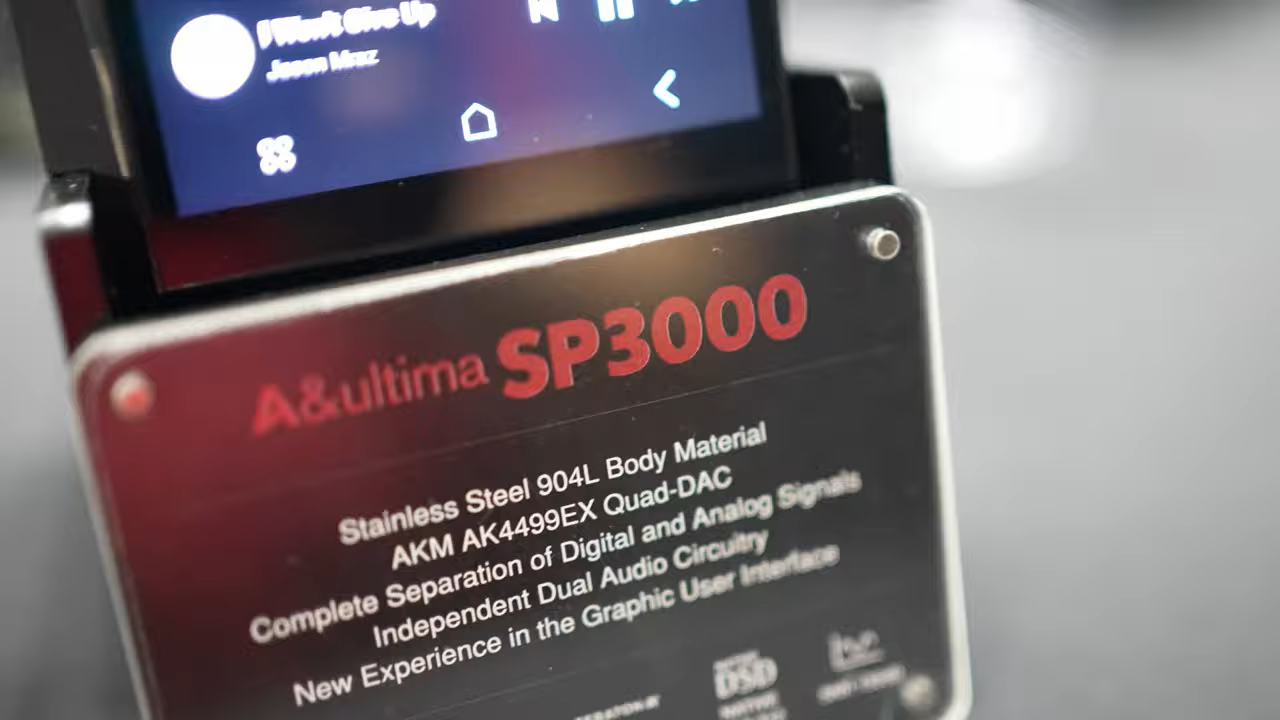 I Won't Give Up
Jason Mraz
A&ultima SP3000
Stainless Steel 904L Body Material
AKM AK4499EX Quad-DAC
Complete Separation of Digital and Analog Signals
Independent Dual Audio Circuitry
New Experience in the Graphic User Interface
DSD
NATIVE